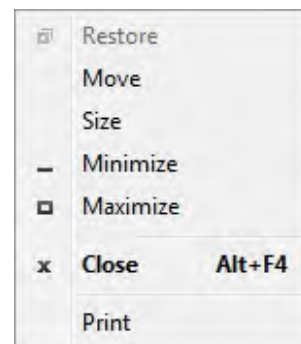 Restore
Move
Size
Minimize
Maximize
Close Alt+F4
Print